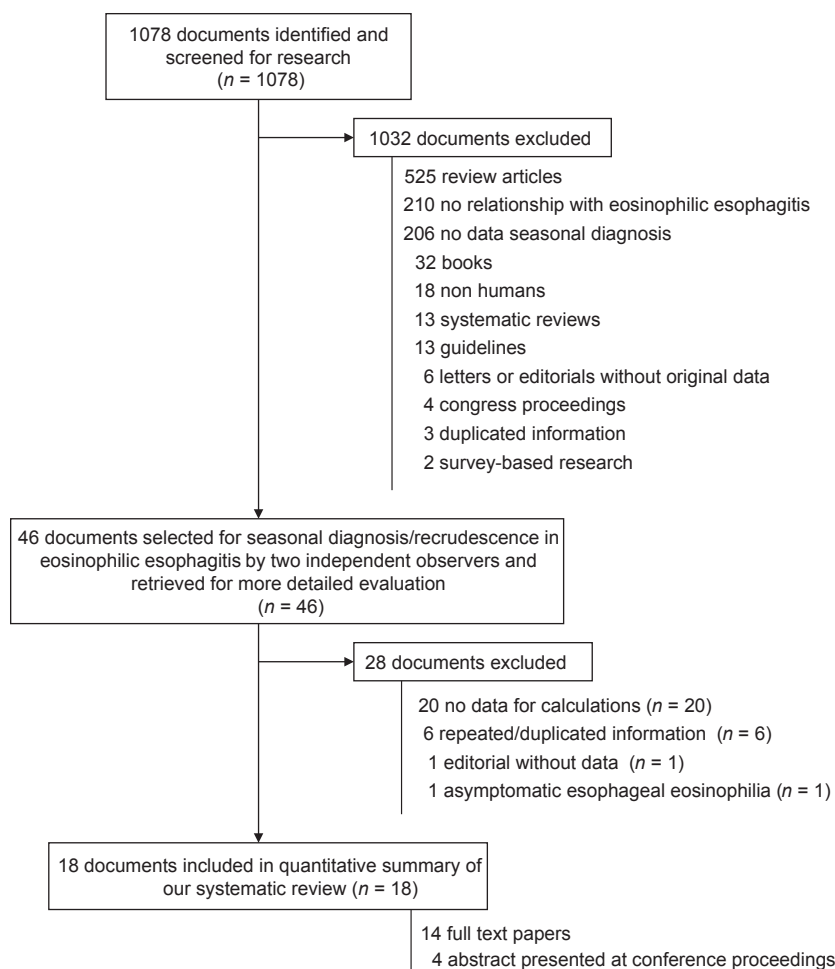 1078 documents identified and
screened for research
(n = 1078)
1032 documents excluded
525 review articles
210 no relationship with eosinophilic esophagitis
206 no data seasonal diagnosis
32 books
18 non humans
13 systematic reviews
13 guidelines
6 letters or editorials without original data
4 congress proceedings
3 duplicated information
2 survey-based research
46 documents selected for seasonal diagnosis/recrudescence in
eosinophilic esophagitis by two independent observers and
retrieved for more detailed evaluation
(n = 46)
28 documents excluded
20 no data for calculations (n = 20)
6 repeated/duplicated information (n = 6)
1 editorial without data (n = 1)
1 asymptomatic esophageal eosinophilia (n = 1)
18 documents included in quantitative summary of
our systematic review (n = 18)
14 full text papers
4 abstract presented at conference proceedings